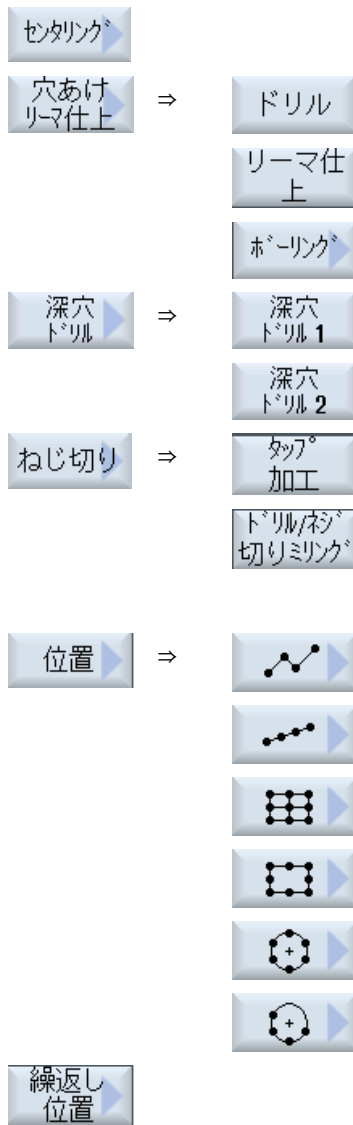 ｾﾝﾀﾘﾝｸﾞ
穴あけ
ﾘｰﾏ仕上
⇒
ドリル
リーマ仕
上
ﾎﾞｰﾘﾝｸﾞ
深穴
ﾄﾞﾘﾙ
⇒
深穴
ﾄﾞﾘﾙ 1
深穴
ﾄﾞﾘﾙ 2
ねじ切り
⇒
ﾀｯﾌﾟ
加工
ﾄﾞﾘﾙ/ﾈｼﾞ
切りﾐﾘﾝｸﾞ
位置
⇒
繰返し
位置